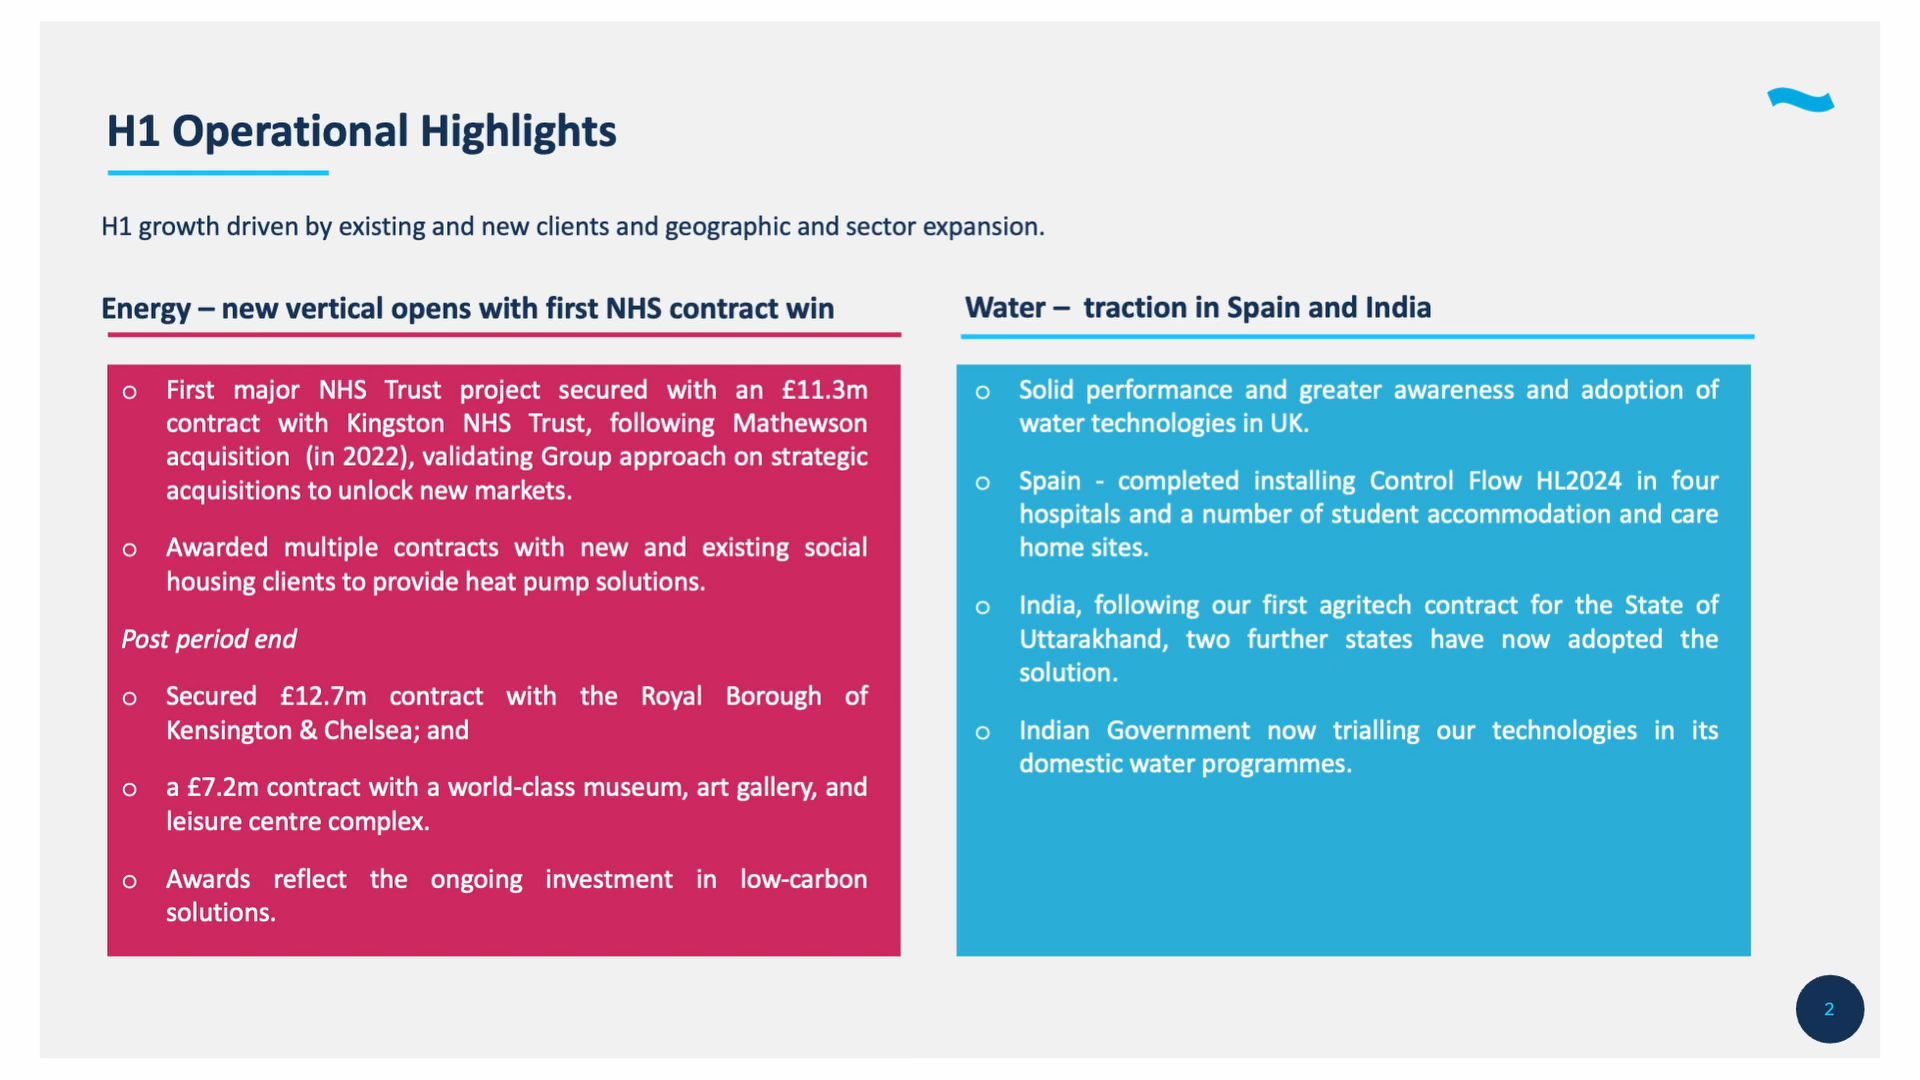 H1 Operational Highlights
H1 growth driven by existing and new clients and geographic and sector expansion.
Energy – new vertical opens with first NHS contract win
○ First major NHS Trust project secured with an £11.3m
contract with Kingston NHS Trust, following Mathewson
acquisition (in 2022), validating Group approach on strategic
acquisitions to unlock new markets.
○ Awarded multiple contracts with new and existing social
housing clients to provide heat pump solutions.
Post period end
○ Secured £12.7m contract with the Royal Borough of
Kensington & Chelsea; and
○ a £7.2m contract with a world-class museum, art gallery, and
leisure centre complex.
○ Awards reflect the ongoing investment in low-carbon
solutions.
Water – traction in Spain and India
○ Solid performance and greater awareness and adoption of
water technologies in UK.
○ Spain - completed installing Control Flow HL2024 in four
hospitals and a number of student accommodation and care
home sites.
○ India, following our first agritech contract for the State of
Uttarakhand, two further states have now adopted the
solution.
○ Indian Government now trialling our technologies in its
domestic water programmes.
2